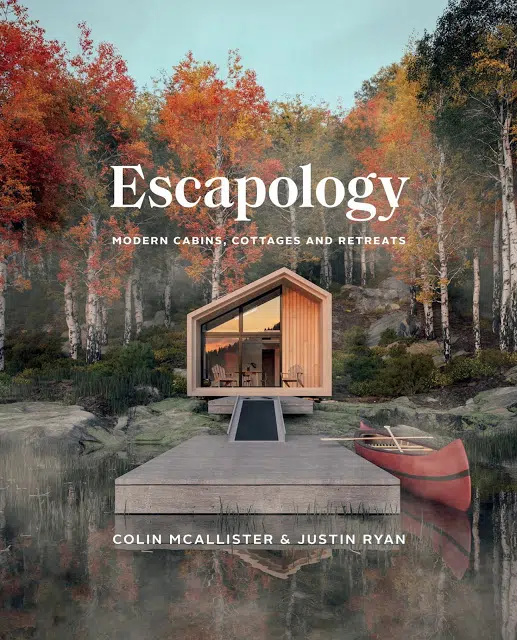 Escapology
MODERN CABINS, COTTAGES AND RETREATS
COLIN MCALLISTER & JUSTIN RYAN